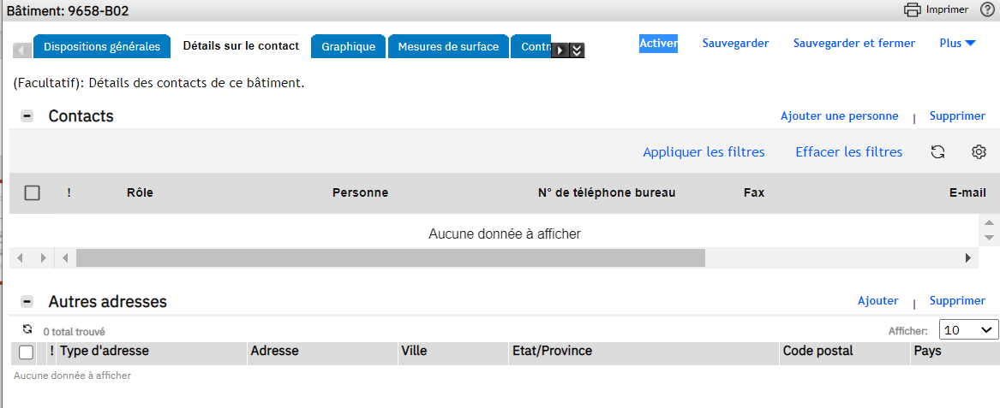 Bâtiment: 9658-B02
Imprimer ?
Dispositions générales Détails sur le contact Graphique Mesures de surface Contr
Activer Sauvegarder Sauvegarder et fermer Plus
(Facultatif): Détails des contacts de ce bâtiment.
Contacts
Ajouter une personne | Supprimer
Appliquer les filtres Effacer les filtres
! Rôle Personne N° de téléphone bureau Fax E-mail
Aucune donnée à afficher
Autres adresses
Ajouter | Supprimer
0 total trouvé
Afficher: 10
! Type d'adresse Adresse Ville Etat/Province Code postal Pays
Aucune donnée à afficher